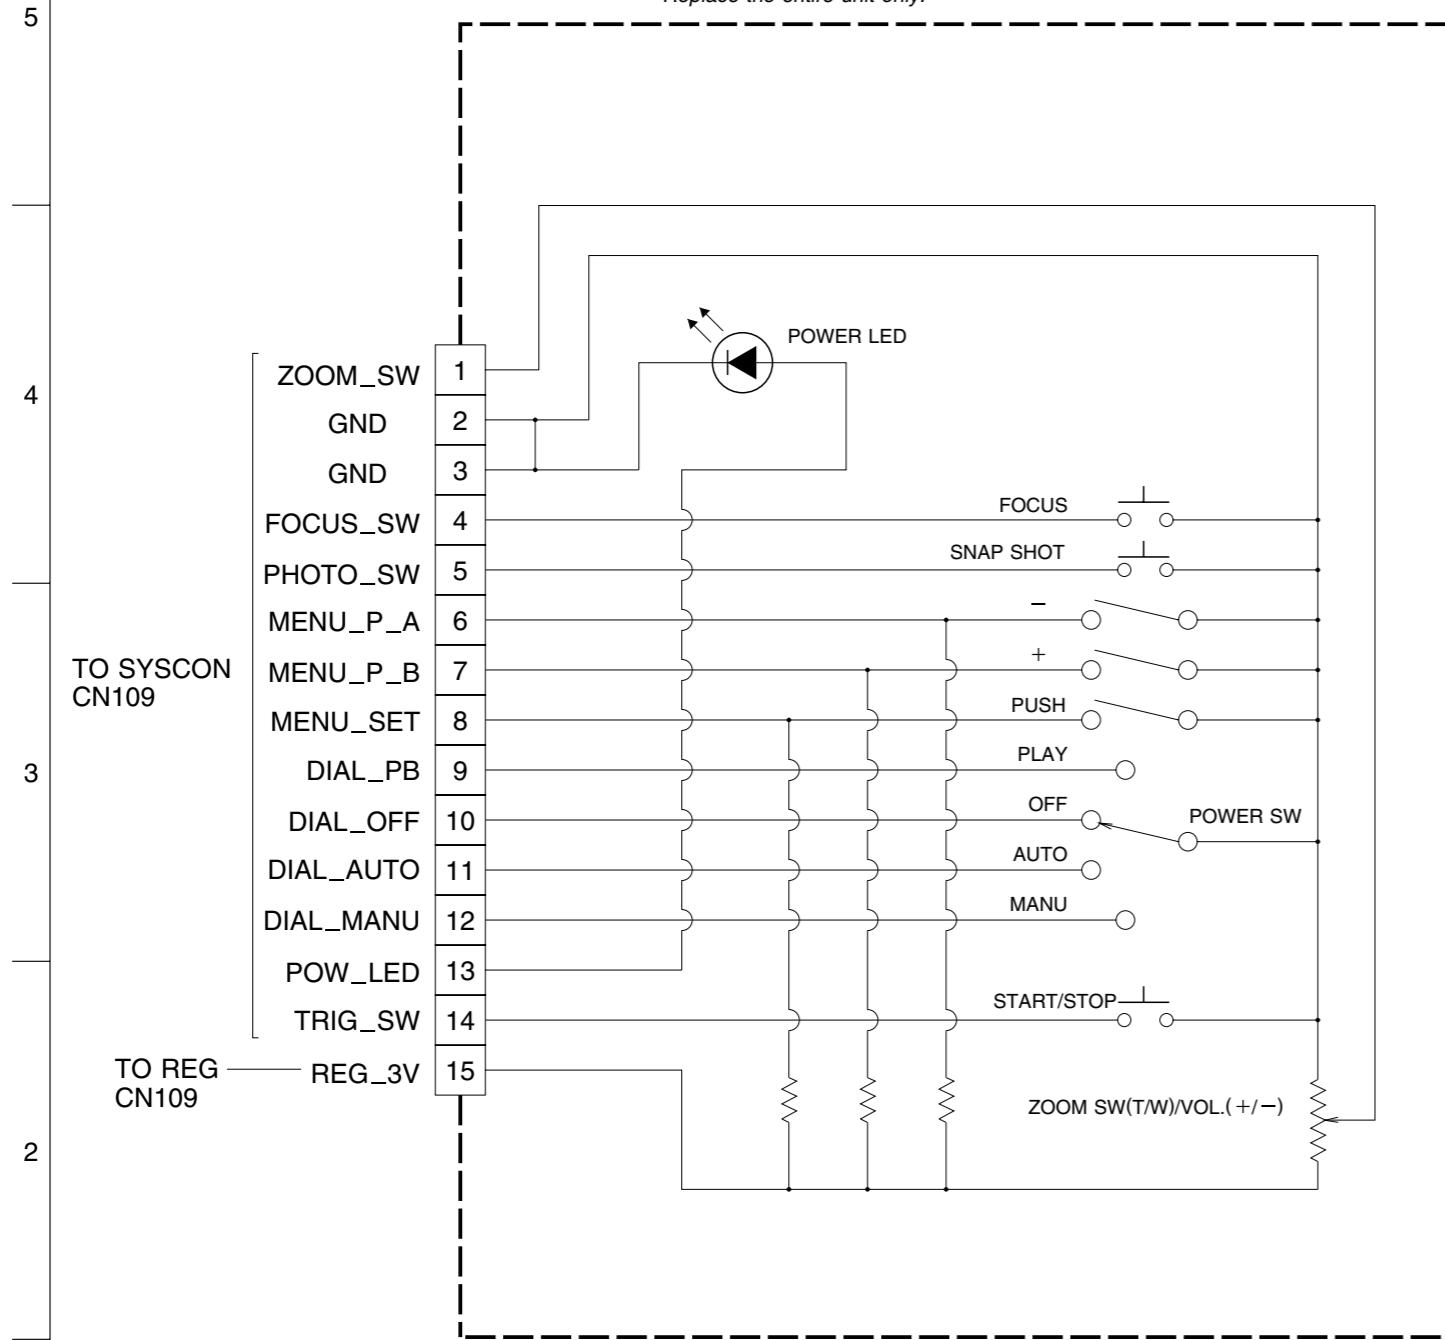 Replace the entire unit only.
5
4
3
2
TO SYSCON
CN109
TO REG
CN109
ZOOM_SW 1
GND 2
GND 3
FOCUS_SW 4
PHOTO_SW 5
MENU_P_A 6
MENU_P_B 7
MENU_SET 8
DIAL_PB 9
DIAL_OFF 10
DIAL_AUTO 11
DIAL_MANU 12
POW_LED 13
TRIG_SW 14
REG_3V 15
POWER LED
FOCUS
SNAP SHOT
−
+
PUSH
PLAY
OFF
POWER SW
AUTO
MANU
START/STOP
ZOOM SW(T/W)/VOL.(+/−)